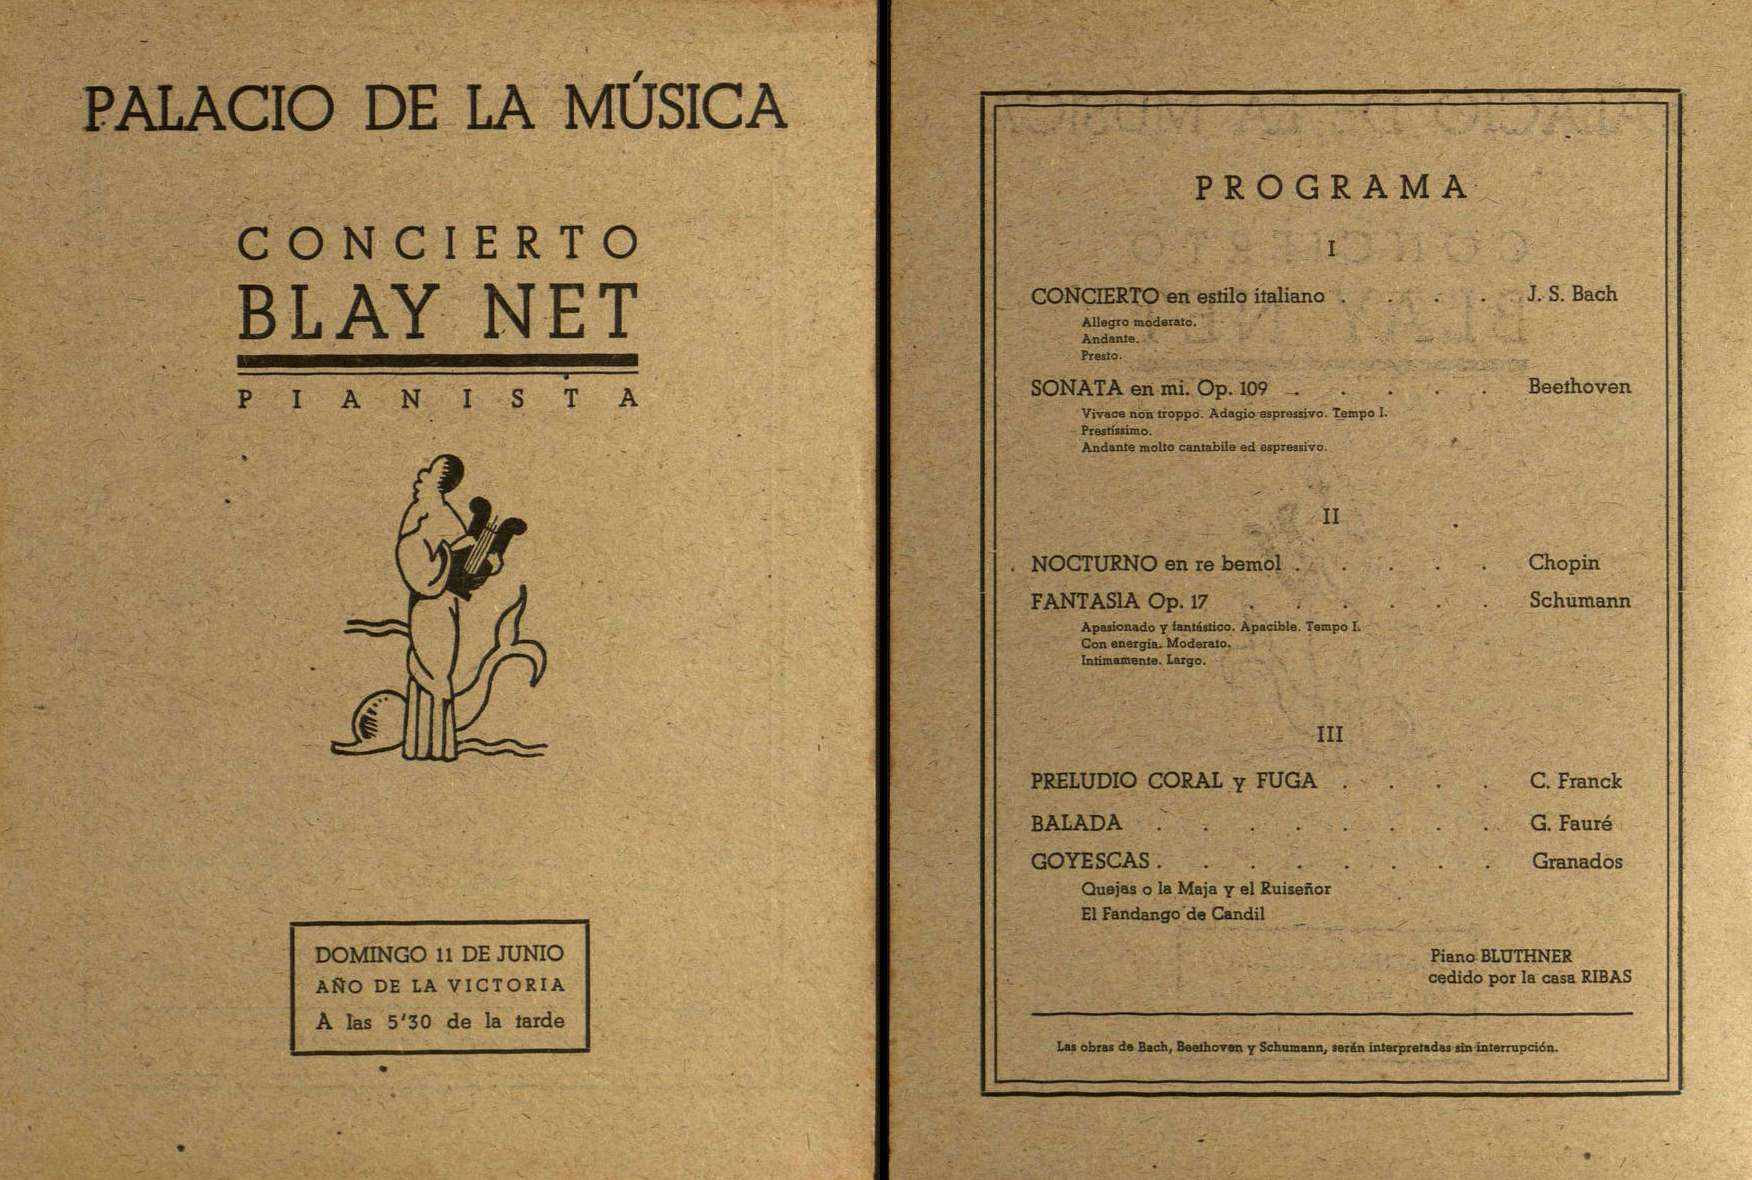 PALACIO DE LA MÚSICA
CONCIERTO
BLAY NET
PIANISTA
DOMINGO 11 DE JUNIO
AÑO DE LA VICTORIA
A las 5'30 de la tarde
PROGRAMA
I
CONCIERTO en estilo italiano . . . . J. S. Bach
Allegro moderato.
Andante.
Presto.
SONATA en mi. Op. 109 . . . . . Beethoven
Vivace non troppo. Adagio espressivo. Tempo I.
Prestissimo.
Andante molto cantabile ed espressivo.
II
NOCTURNO en re bemol . . . . . Chopin
FANTASIA Op. 17 . . . . . . Schumann
Apasionado y fantástico. Apacible. Tempo I.
Con energía. Moderato.
Intimamente. Largo.
III
PRELUDIO CORAL y FUGA . . . . C. Franck
BALADA . . . . . . . . G. Fauré
GOYESCAS . . . . . . . . Granados
Quejas o la Maja y el Ruiseñor
El Fandango de Candil
Piano BLUTHNER
cedido por la casa RIBAS
Las obras de Bach, Beethoven y Schumann, serán interpretadas sin interrupción.